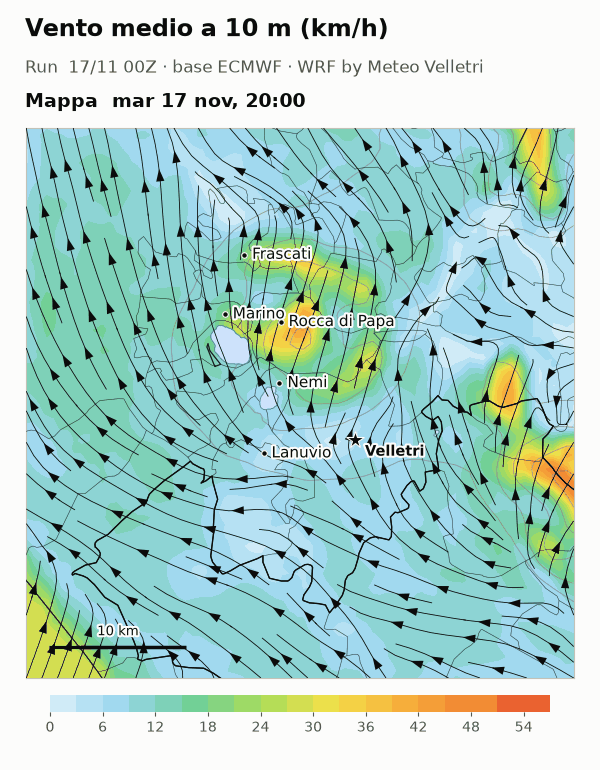 Vento medio a 10 m (km/h)
Run  17/11 00Z · base ECMWF · WRF by Meteo Velletri
Mappa  mar 17 nov, 20:00
Frascati
Marino
Rocca di Papa
Nemi
Lanuvio
Velletri
10 km
0 6 12 18 24 30 36 42 48 54